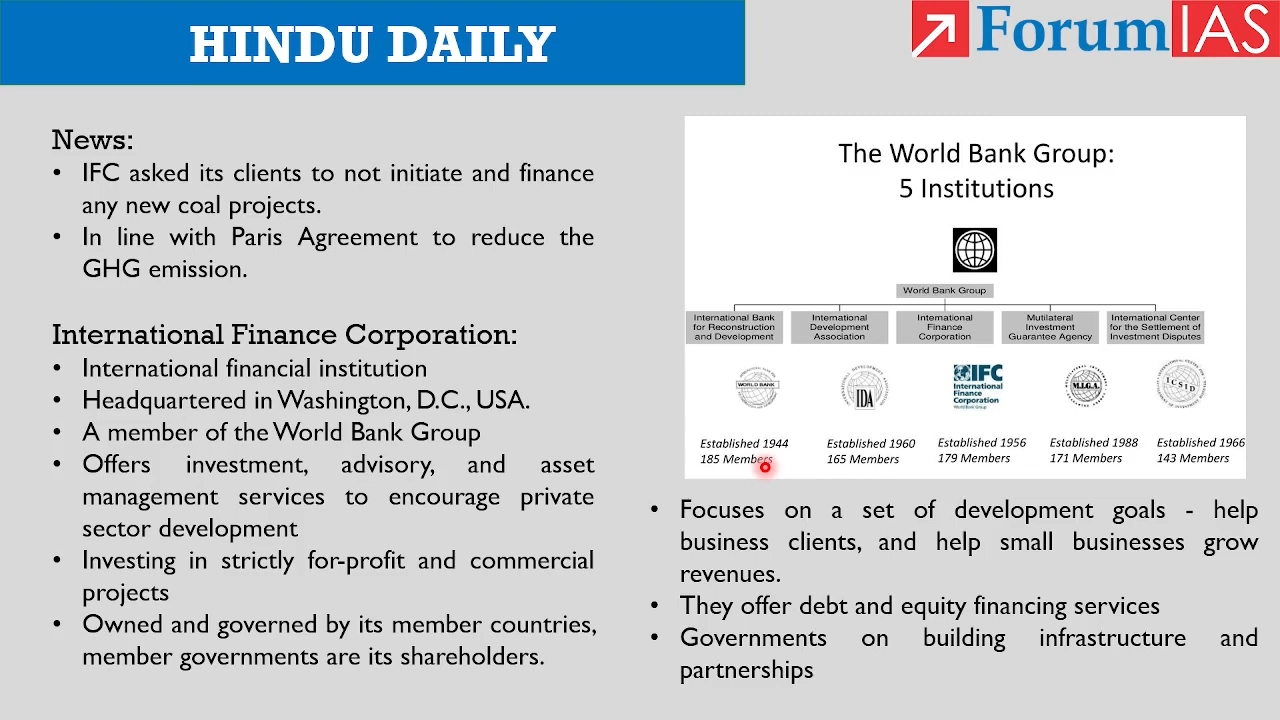 HINDU DAILY
Forum IAS
News:
• IFC asked its clients to not initiate and finance
any new coal projects.
• In line with Paris Agreement to reduce the
GHG emission.
International Finance Corporation:
• International financial institution
• Headquartered in Washington, D.C., USA.
• A member of the World Bank Group
• Offers investment, advisory, and asset
management services to encourage private
sector development
• Investing in strictly for-profit and commercial
projects
• Owned and governed by its member countries,
member governments are its shareholders.
The World Bank Group:
5 Institutions
World Bank Group
International Bank
for Reconstruction
and Development
International
Development
Association
International
Finance
Corporation
Mutilateral
Investment
Guarantee Agency
International Center
for the Settlement of
Investment Disputes
WORLD BANK
IDA
IFC
International
Finance
Corporation
World Bank Group
M.I.G.A.
ICSID
Established 1944
185 Members
Established 1960
165 Members
Established 1956
179 Members
Established 1988
171 Members
Established 1966
143 Members
• Focuses on a set of development goals - help
business clients, and help small businesses grow
revenues.
• They offer debt and equity financing services
• Governments on building infrastructure and
partnerships